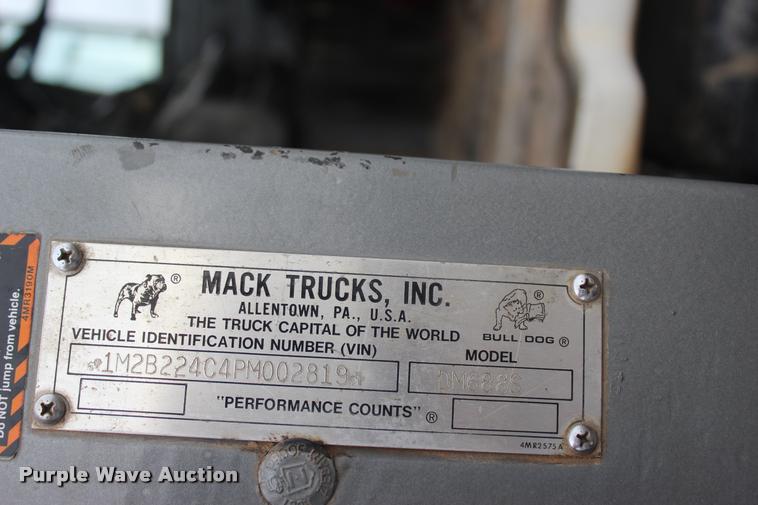 MACK TRUCKS, INC.
ALLENTOWN, PA., U.S.A.
THE TRUCK CAPITAL OF THE WORLD
BULL DOG ®
VEHICLE IDENTIFICATION NUMBER (VIN)
MODEL
1M2B224C4PM002819
DM688S
"PERFORMANCE COUNTS" ®
4MR2575A
4MR3190M
Do NOT jump from vehicle.
Purple Wave Auction